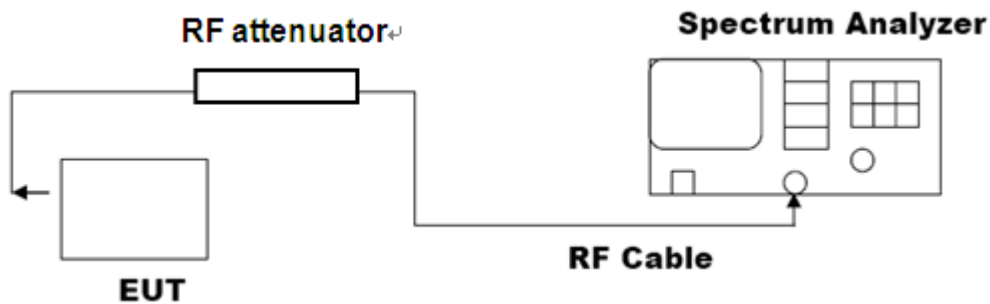 RF attenuator↵
Spectrum Analyzer
RF Cable
EUT